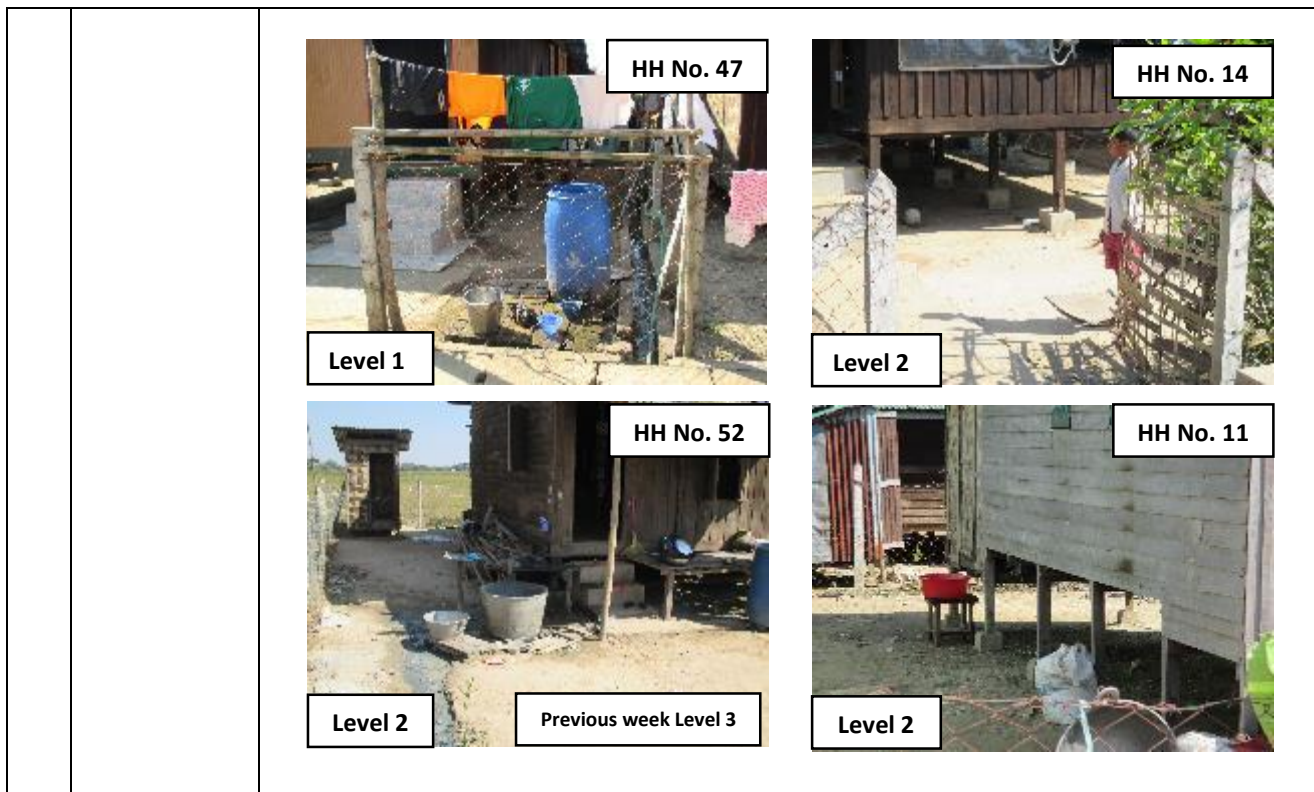 HH No. 47
Level 1
HH No. 14
Level 2
HH No. 52
Level 2
Previous week Level 3
HH No. 11
Level 2